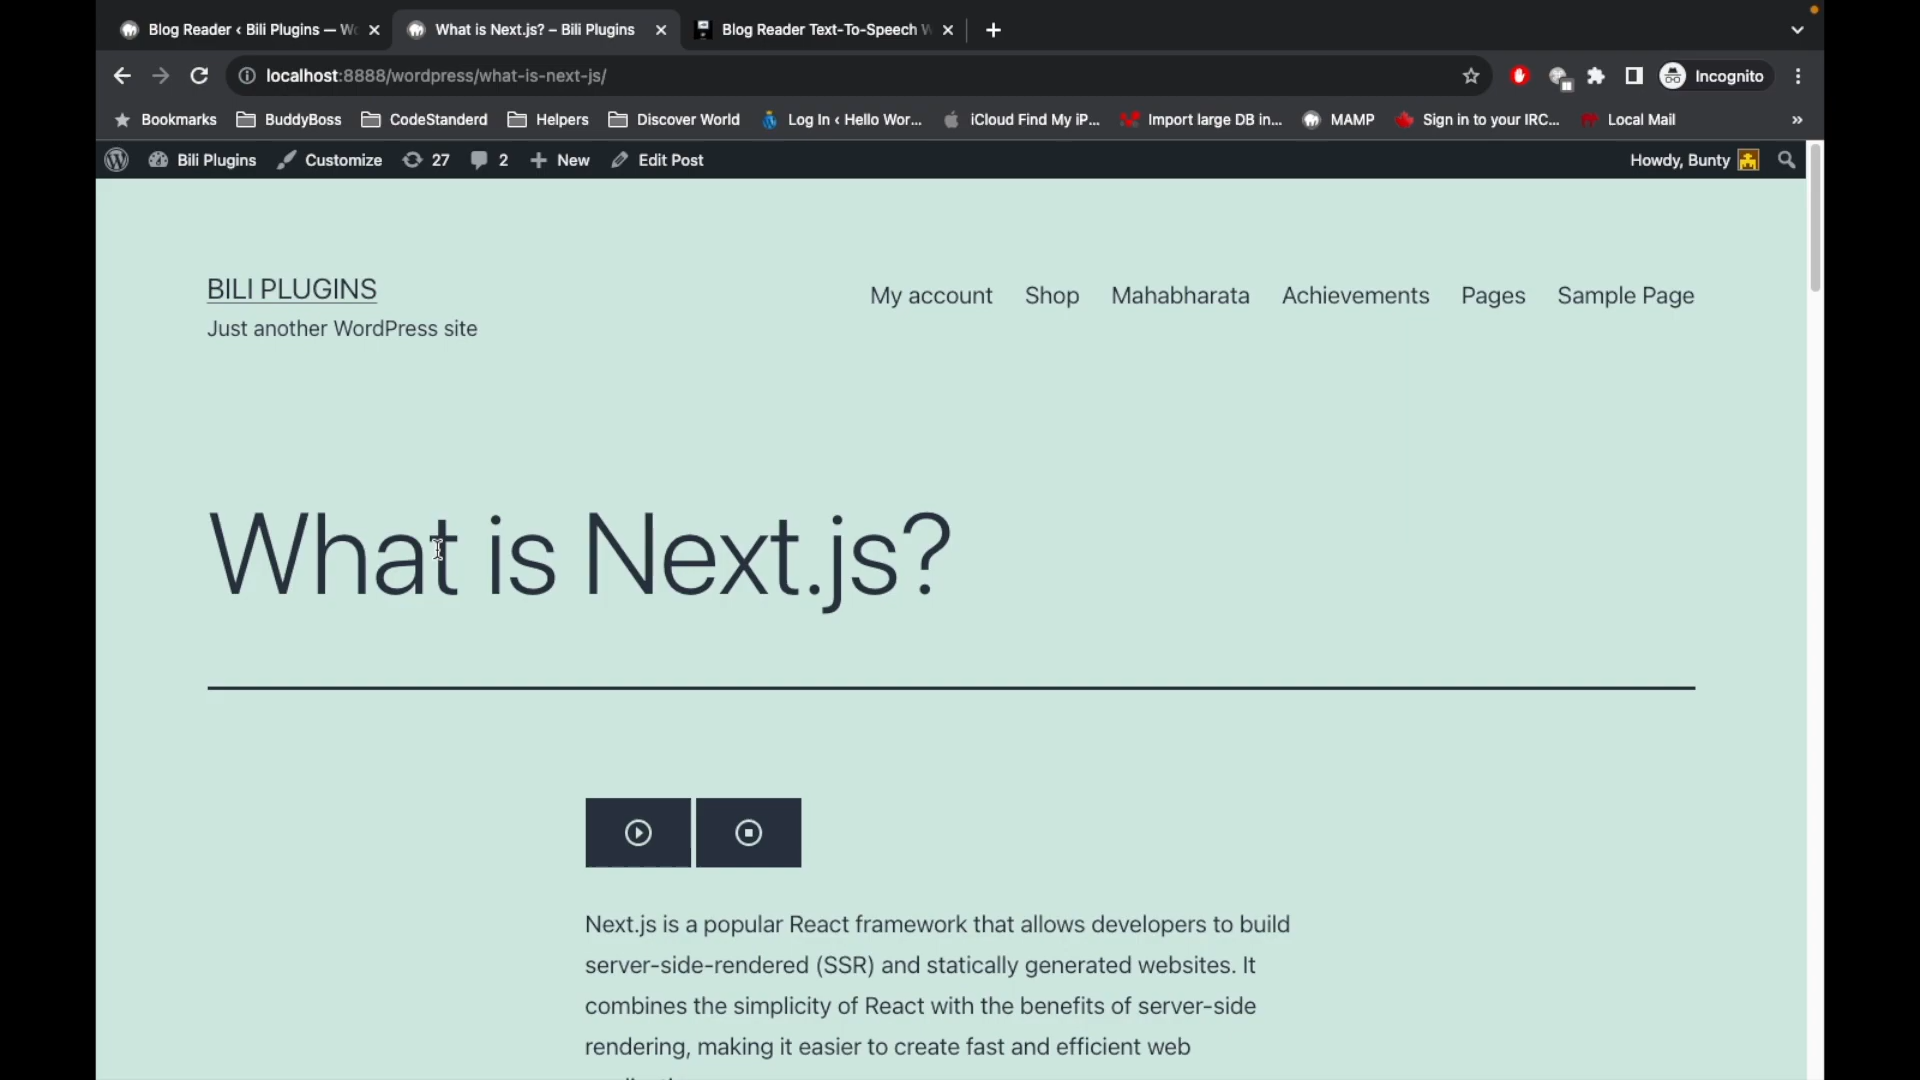 Blog Reader ‹ Bili Plugins — Wo
What is Next.js? – Bili Plugins
Blog Reader Text-To-Speech W
localhost:8888/wordpress/what-is-next-js/
Incognito
Bookmarks
BuddyBoss
CodeStanderd
Helpers
Discover World
Log In ‹ Hello Wor...
iCloud Find My iP...
Import large DB in...
MAMP
Sign in to your IRC...
Local Mail
»
Bili Plugins
Customize
27
2
New
Edit Post
Howdy, Bunty
BILI PLUGINS
Just another WordPress site
My account
Shop
Mahabharata
Achievements
Pages
Sample Page
What is Next.js?
Next.js is a popular React framework that allows developers to build
server-side-rendered (SSR) and statically generated websites. It
combines the simplicity of React with the benefits of server-side
rendering, making it easier to create fast and efficient web